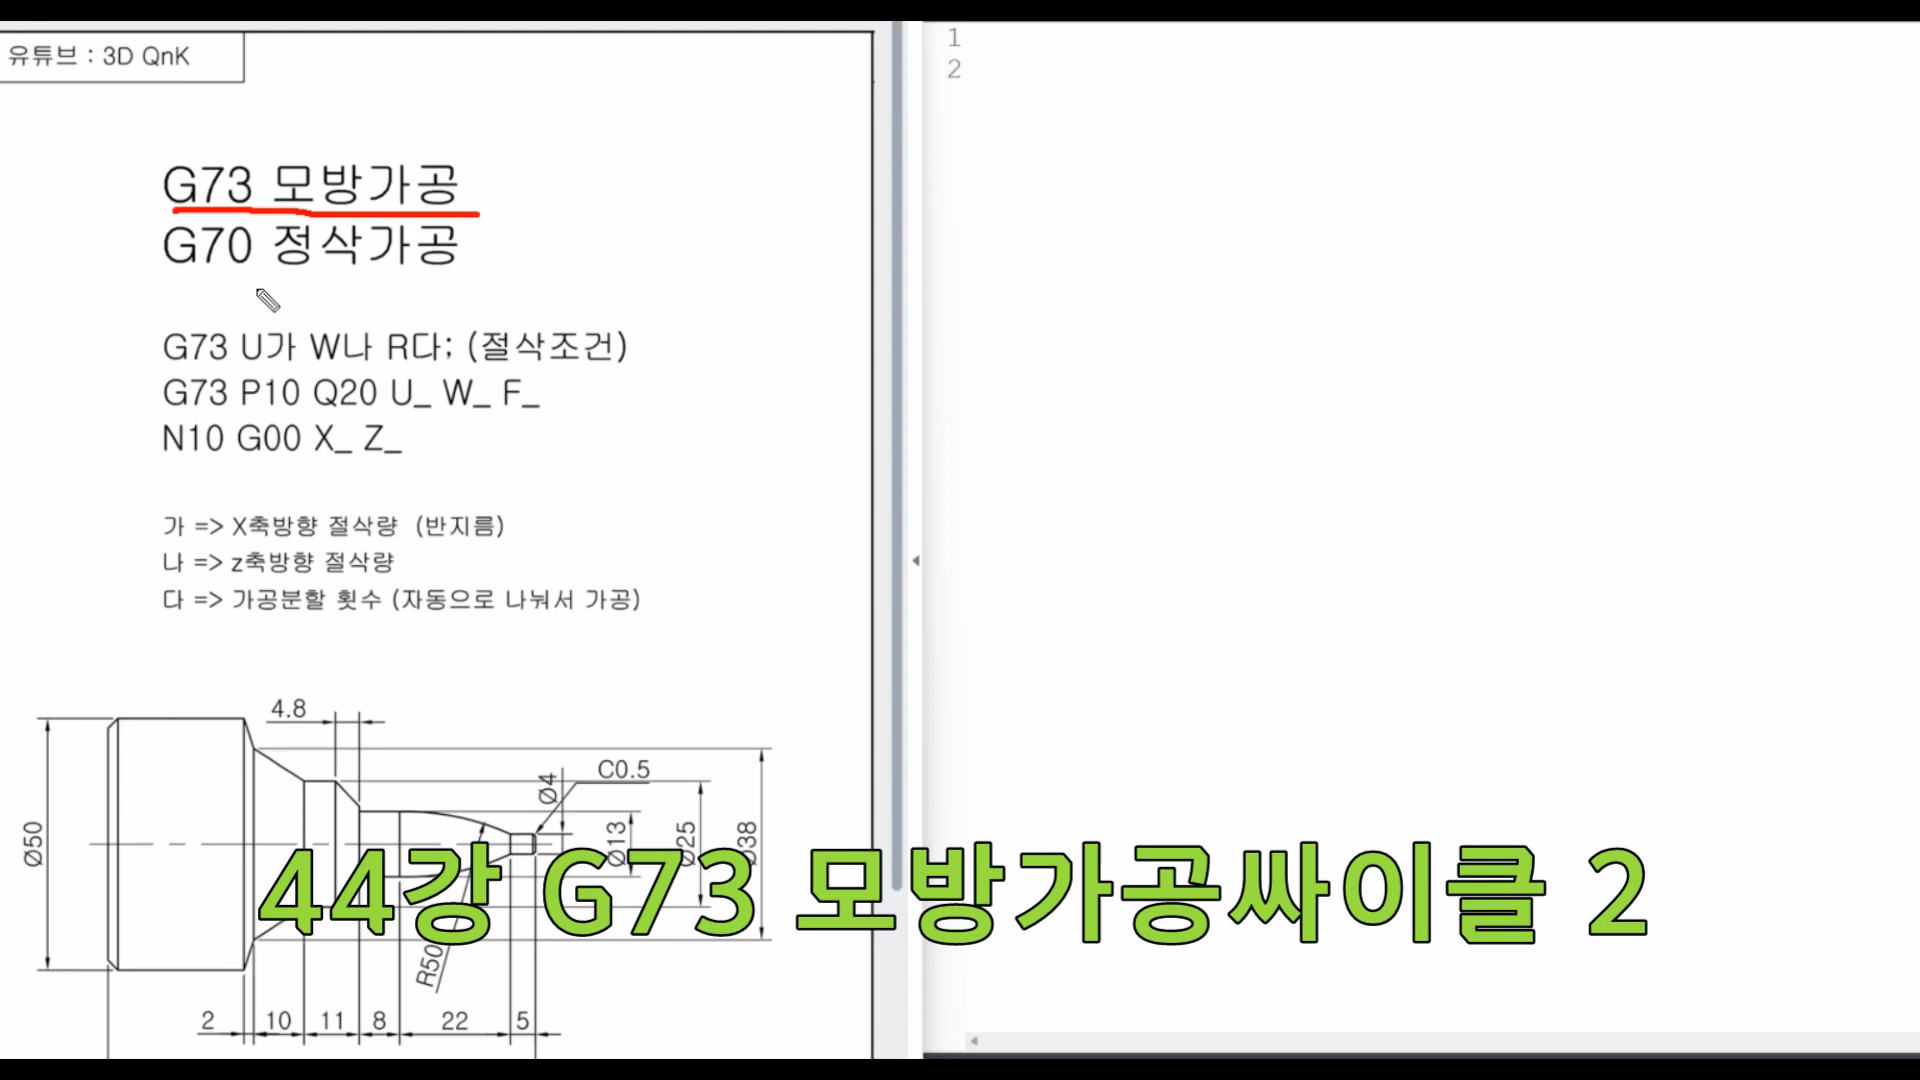 유튜브 : 3D QnK
1
2
G73 모방가공
G70 정삭가공
G73 U가 W나 R다; (절삭조건)
G73 P10 Q20 U_ W_ F_
N10 G00 X_ Z_
가 => X축방향 절삭량 (반지름)
나 => z축방향 절삭량
다 => 가공분할 횟수 (자동으로 나눠서 가공)
4.8
C0.5
Ø4
Ø50
Ø13
Ø25
Ø38
44강 G73 모방가공싸이클 2
R50
2 10 11 8 22 5